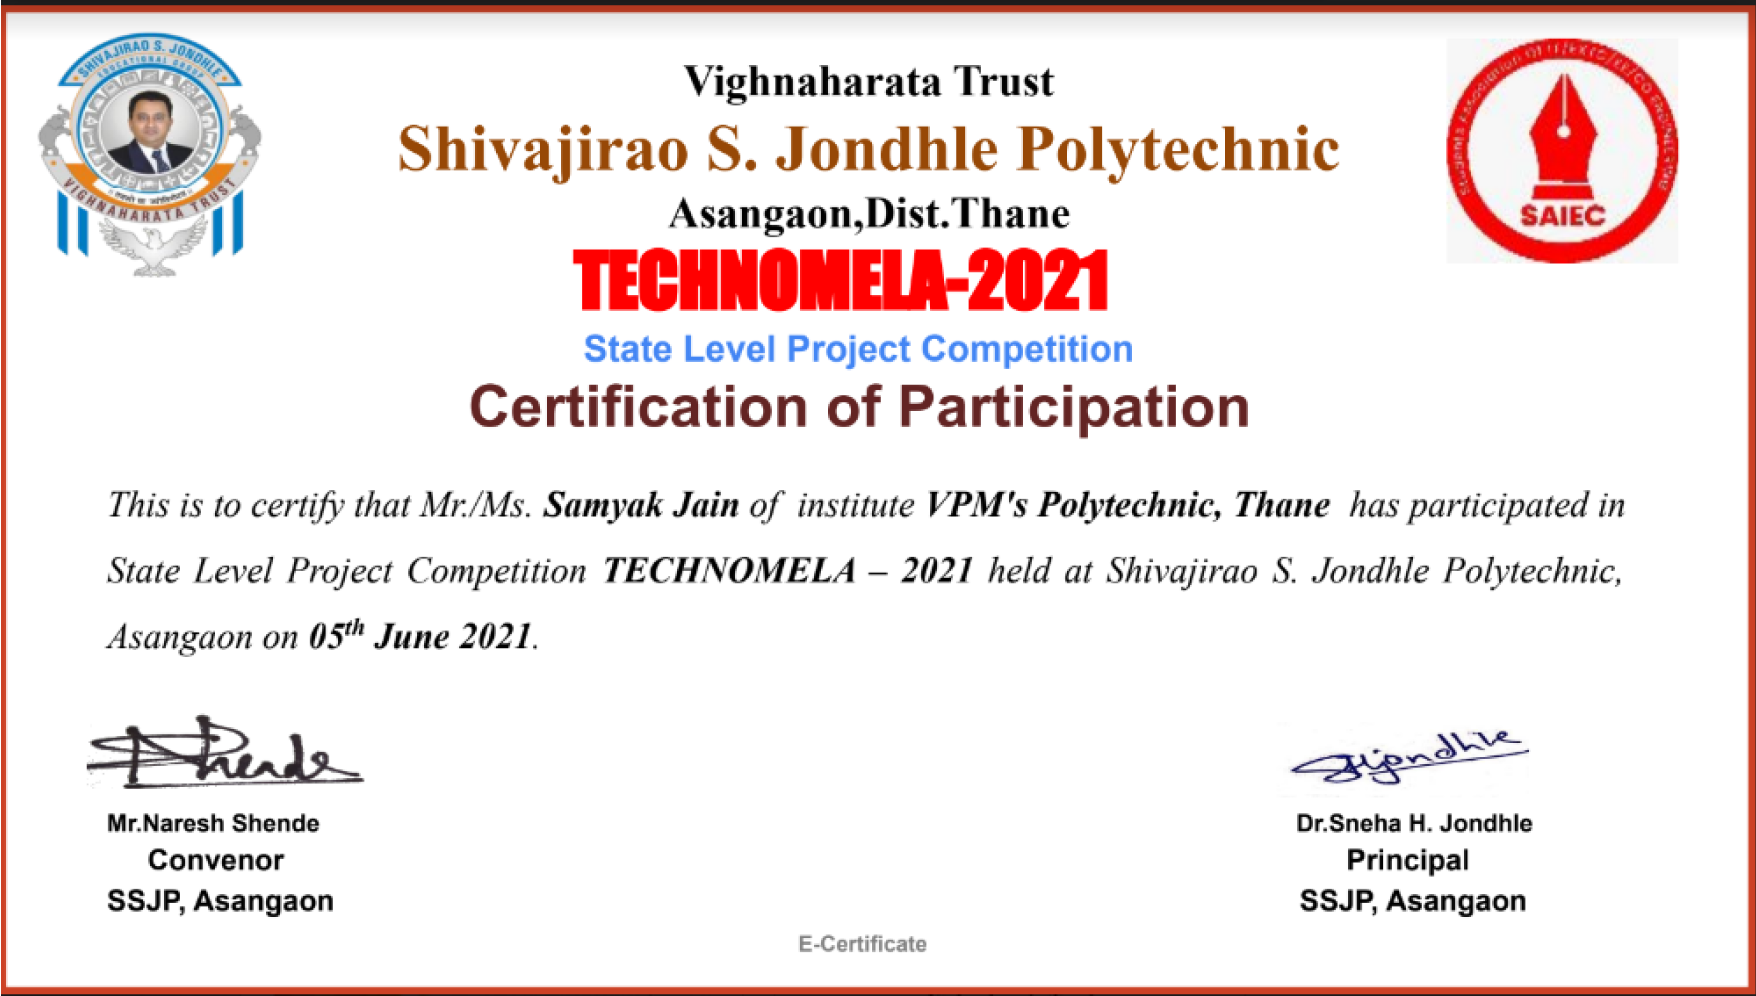 SHIVAJIRAO S. JONDHLE
EDUCATIONAL GROUP
VIGHNAHARATA TRUST
Vighnaharata Trust
Shivajirao S. Jondhle Polytechnic
Asangaon,Dist.Thane
TECHNOMELA-2021
State Level Project Competition
Certification of Participation
SAIEC
This is to certify that Mr./Ms. Samyak Jain of institute VPM's Polytechnic, Thane has participated in
State Level Project Competition TECHNOMELA – 2021 held at Shivajirao S. Jondhle Polytechnic,
Asangaon on 05th June 2021.
Shende
Mr.Naresh Shende
Convenor
SSJP, Asangaon
Jondhle
Dr.Sneha H. Jondhle
Principal
SSJP, Asangaon
E-Certificate